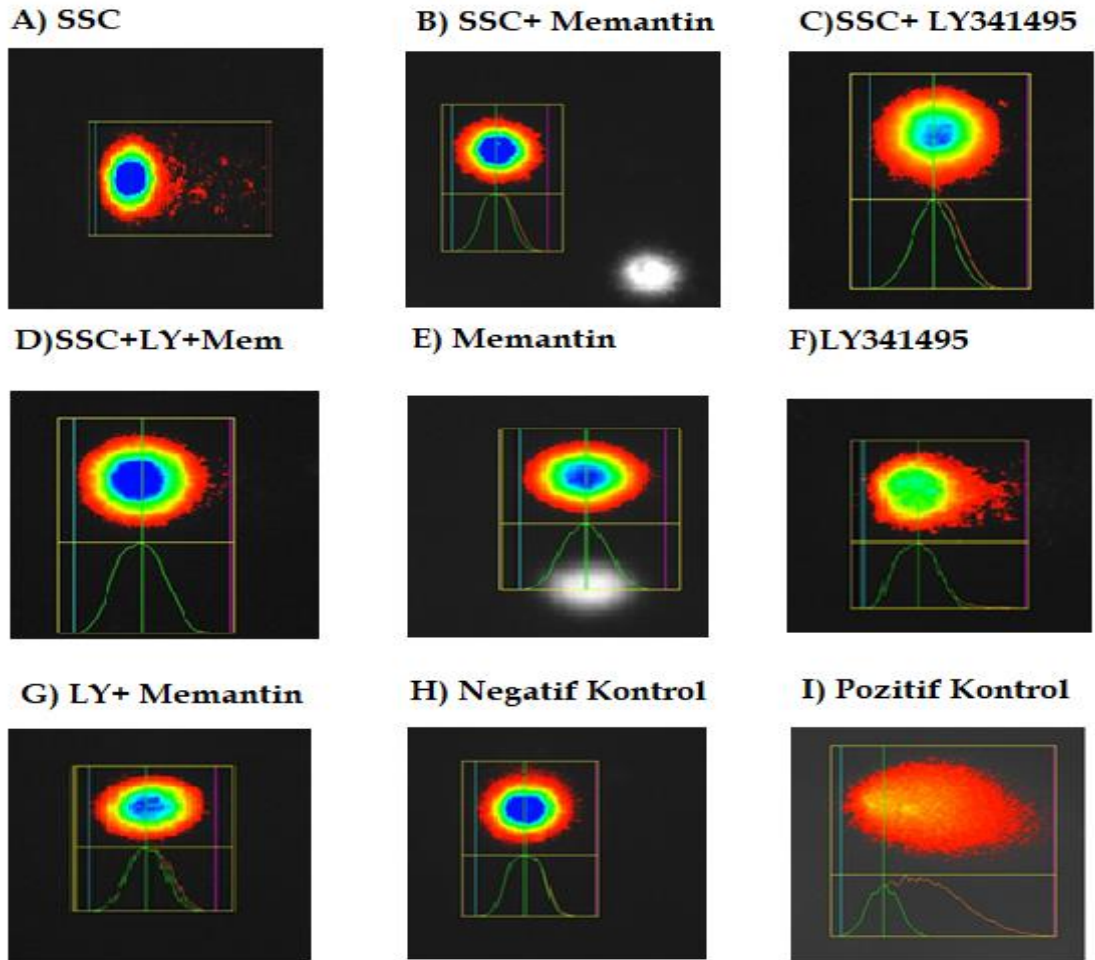 A) SSC
B) SSC+ Memantin
C)SSC+ LY341495
D)SSC+LY+Mem
E) Memantin
F)LY341495
G) LY+ Memantin
H) Negatif Kontrol
I) Pozitif Kontrol